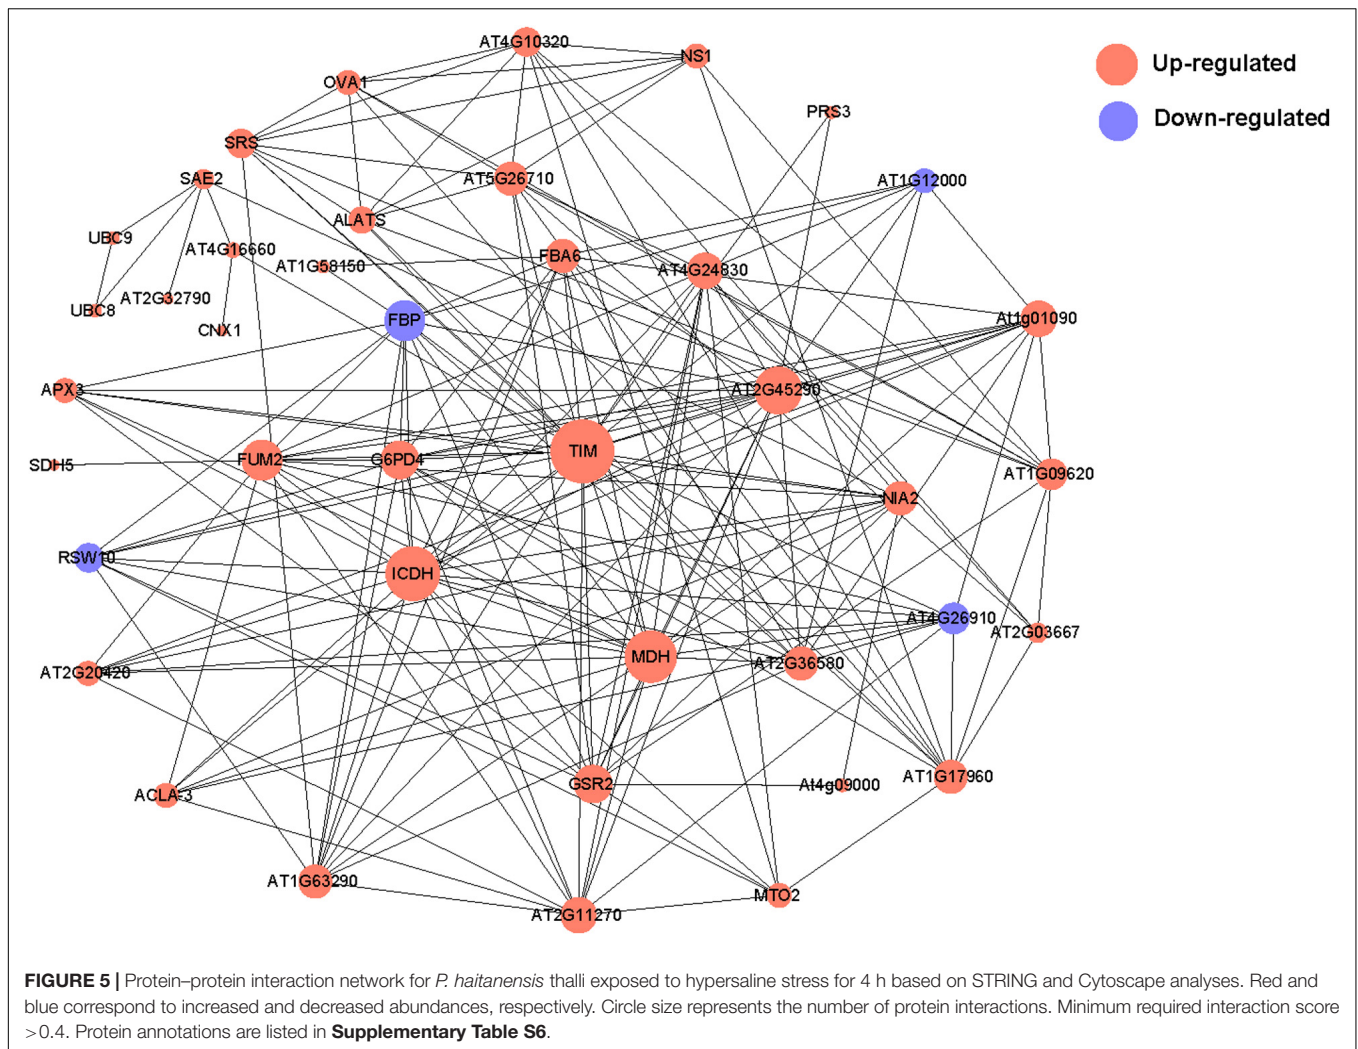 AT4G10320
NS1
Up-regulated
OVA1
PRS3
Down-regulated
SRS
SAE2
AT5G26710
AT1G12000
ALATS
UBC9
AT4G16660
FBA6
AT1G58150
AT4G24830
AT2G32790
UBC8
FBP
At1g01090
CNX1
APX3
AT2G45290
TIM
SDH5
FUM2
G6PD4
AT1G09620
NIA2
RSW10
ICDH
AT4G26910
AT2G03667
MDH
AT2G36580
AT2G20420
AT1G17960
GSR2
At4g09000
ACLA-3
AT1G63290
MTO2
AT2G11270
FIGURE 5 | Protein–protein interaction network for P. haitanensis thalli exposed to hypersaline stress for 4 h based on STRING and Cytoscape analyses. Red and
blue correspond to increased and decreased abundances, respectively. Circle size represents the number of protein interactions. Minimum required interaction score
>0.4. Protein annotations are listed in Supplementary Table S6.